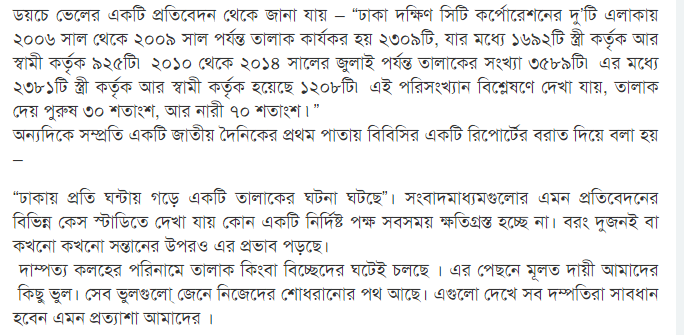 ডয়চে ভেলের একটি প্রতিবেদন থেকে জানা যায় – “ঢাকা দক্ষিণ সিটি কর্পোরেশনের দু’টি এলাকায়
২০০৬ সাল থেকে ২০০৯ সাল পর্যন্ত তালাক কার্যকর হয় ২৩০৯টি, যার মধ্যে ১৬৯২টি স্ত্রী কর্তৃক আর
স্বামী কর্তৃক ৯২৫টি। ২০১০ থেকে ২০১৪ সালের জুলাই পর্যন্ত তালাকের সংখ্যা ৩৫৮৯টি। এর মধ্যে
২৩৮১টি স্ত্রী কর্তৃক আর স্বামী কর্তৃক হয়েছে ১২০৮টি। এই পরিসংখ্যান বিশ্লেষণে দেখা যায়, তালাক
দেয় পুরুষ ৩০ শতাংশ, আর নারী ৭০ শতাংশ। ”
অন্যদিকে সম্প্রতি একটি জাতীয় দৈনিকের প্রথম পাতায় বিবিসির একটি রিপোর্টের বরাত দিয়ে বলা হয়
–
“ঢাকায় প্রতি ঘন্টায় গড়ে একটি তালাকের ঘটনা ঘটছে”। সংবাদমাধ্যমগুলোর এমন প্রতিবেদনের
বিভিন্ন কেস স্টাডিতে দেখা যায় কোন একটি নির্দিষ্ট পক্ষ সবসময় ক্ষতিগ্রস্ত হচ্ছে না। বরং দুজনই বা
কখনো কখনো সন্তানের উপরও এর প্রভাব পড়ছে।
দাম্পত্য কলহের পরিনামে তালাক কিংবা বিচ্ছেদের ঘটেই চলছে । এর পেছনে মূলত দায়ী আমাদের
কিছু ভুল। সেব ভুলগুলো জেনে নিজেদের শোধরানোর পথ আছে। এগুলো দেখে সব দম্পতিরা সাবধান
হবেন এমন প্রত্যাশা আমাদের ।